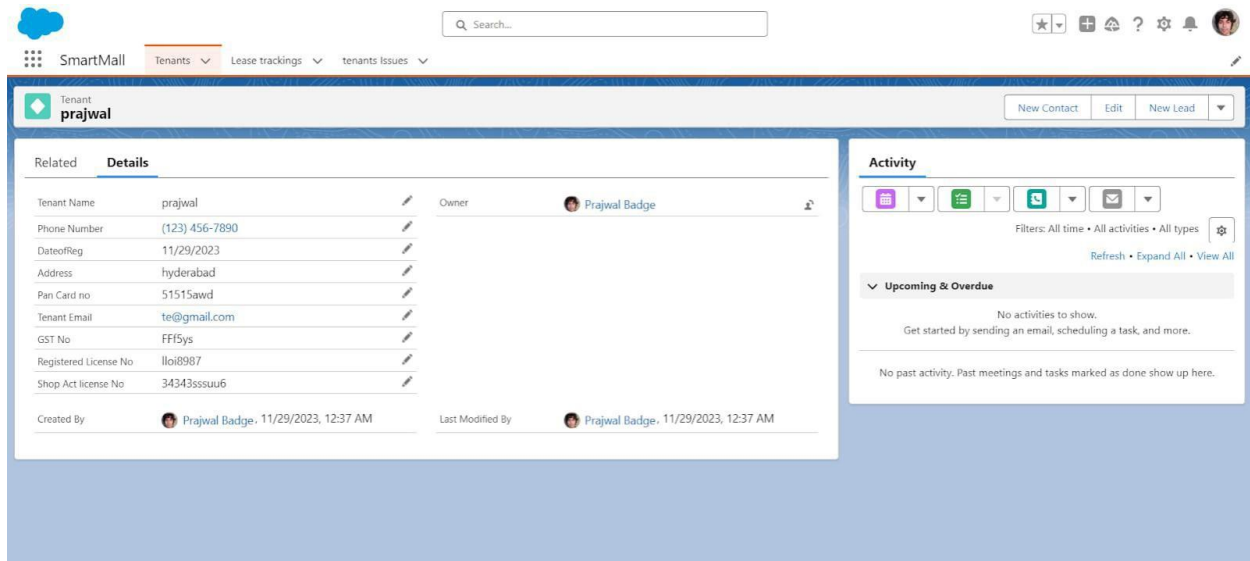 Search...
SmartMall Tenants Lease trackings tenants Issues
Tenant
prajwal
New Contact Edit New Lead
Related Details
Tenant Name prajwal Owner Prajwal Badge
Phone Number (123) 456-7890
DateofReg 11/29/2023
Address hyderabad
Pan Card no 51515awd
Tenant Email te@gmail.com
GST No FFf5ys
Registered License No lloi8987
Shop Act license No 34343sssuu6
Created By Prajwal Badge, 11/29/2023, 12:37 AM Last Modified By Prajwal Badge, 11/29/2023, 12:37 AM
Activity
Filters: All time • All activities • All types
Refresh • Expand All • View All
Upcoming & Overdue
No activities to show.
Get started by sending an email, scheduling a task, and more.
No past activity. Past meetings and tasks marked as done show up here.